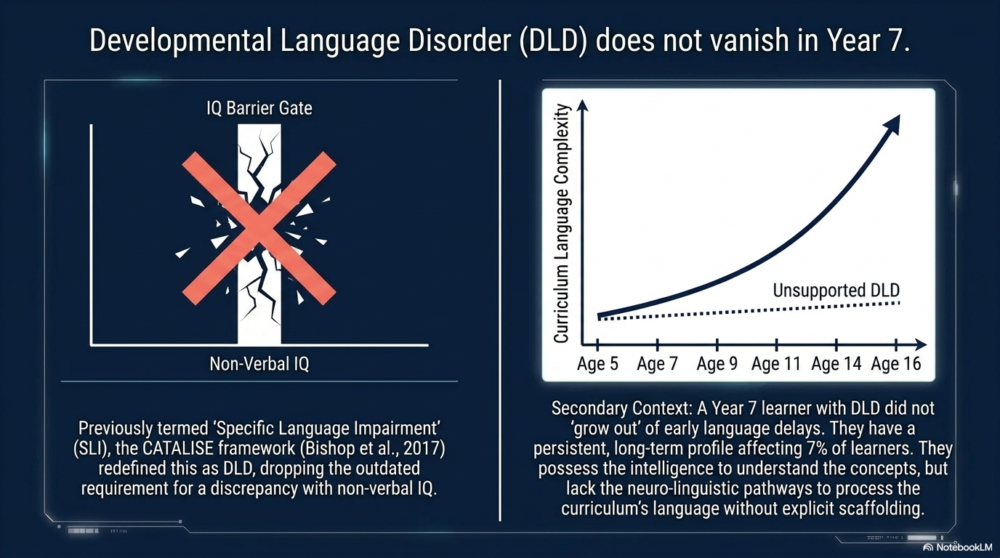 Developmental Language Disorder (DLD) does not vanish in Year 7.
IQ Barrier Gate
Non-Verbal IQ
Previously termed ‘Specific Language Impairment’
(SLI), the CATALISE framework (Bishop et al., 2017)
redefined this as DLD, dropping the outdated
requirement for a discrepancy with non-verbal IQ.
Curriculum Language Complexity
Unsupported DLD
Age 5 Age 7 Age 9 Age 11 Age 14 Age 16
Secondary Context: A Year 7 learner with DLD did not
‘grow out’ of early language delays. They have a
persistent, long-term profile affecting 7% of learners. They
possess the intelligence to understand the concepts, but
lack the neuro-linguistic pathways to process the
curriculum’s language without explicit scaffolding.
NotebookLM